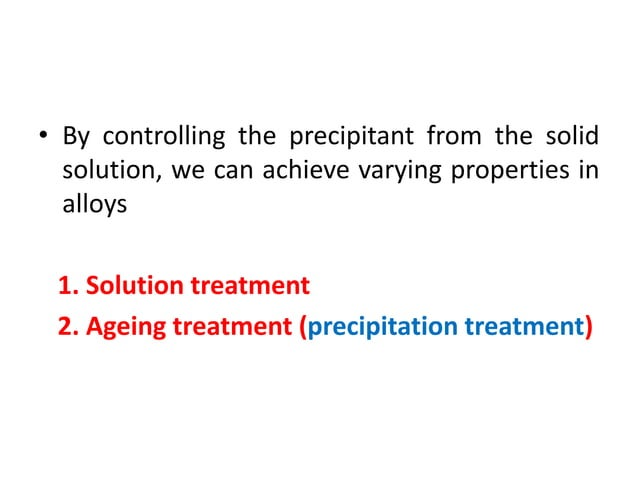 • By controlling the precipitant from the solid
solution, we can achieve varying properties in
alloys
1. Solution treatment
2. Ageing treatment (precipitation treatment)